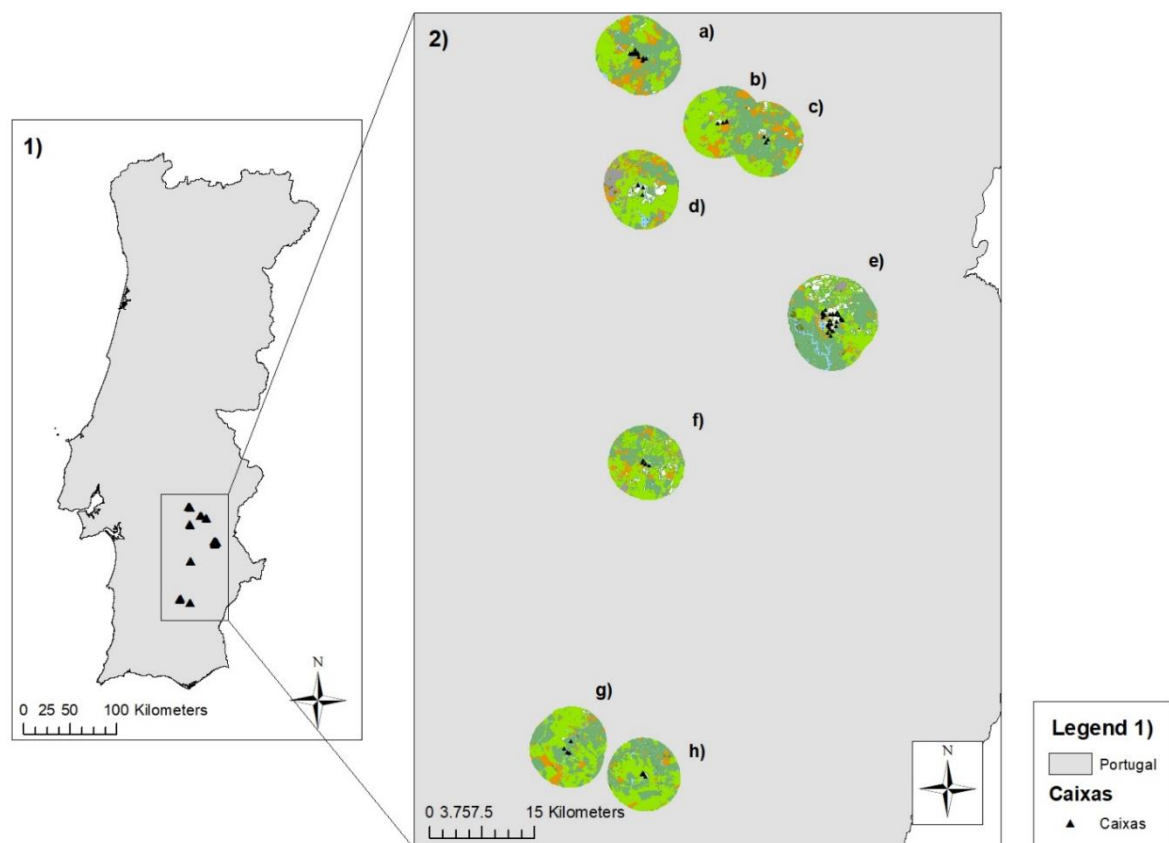 1)
N
0 25 50 100 Kilometers
2)
a)
b)
c)
d)
e)
f)
g)
h)
0 3.757.5 15 Kilometers
N
Legend 1)
Portugal
Caixas
Caixas